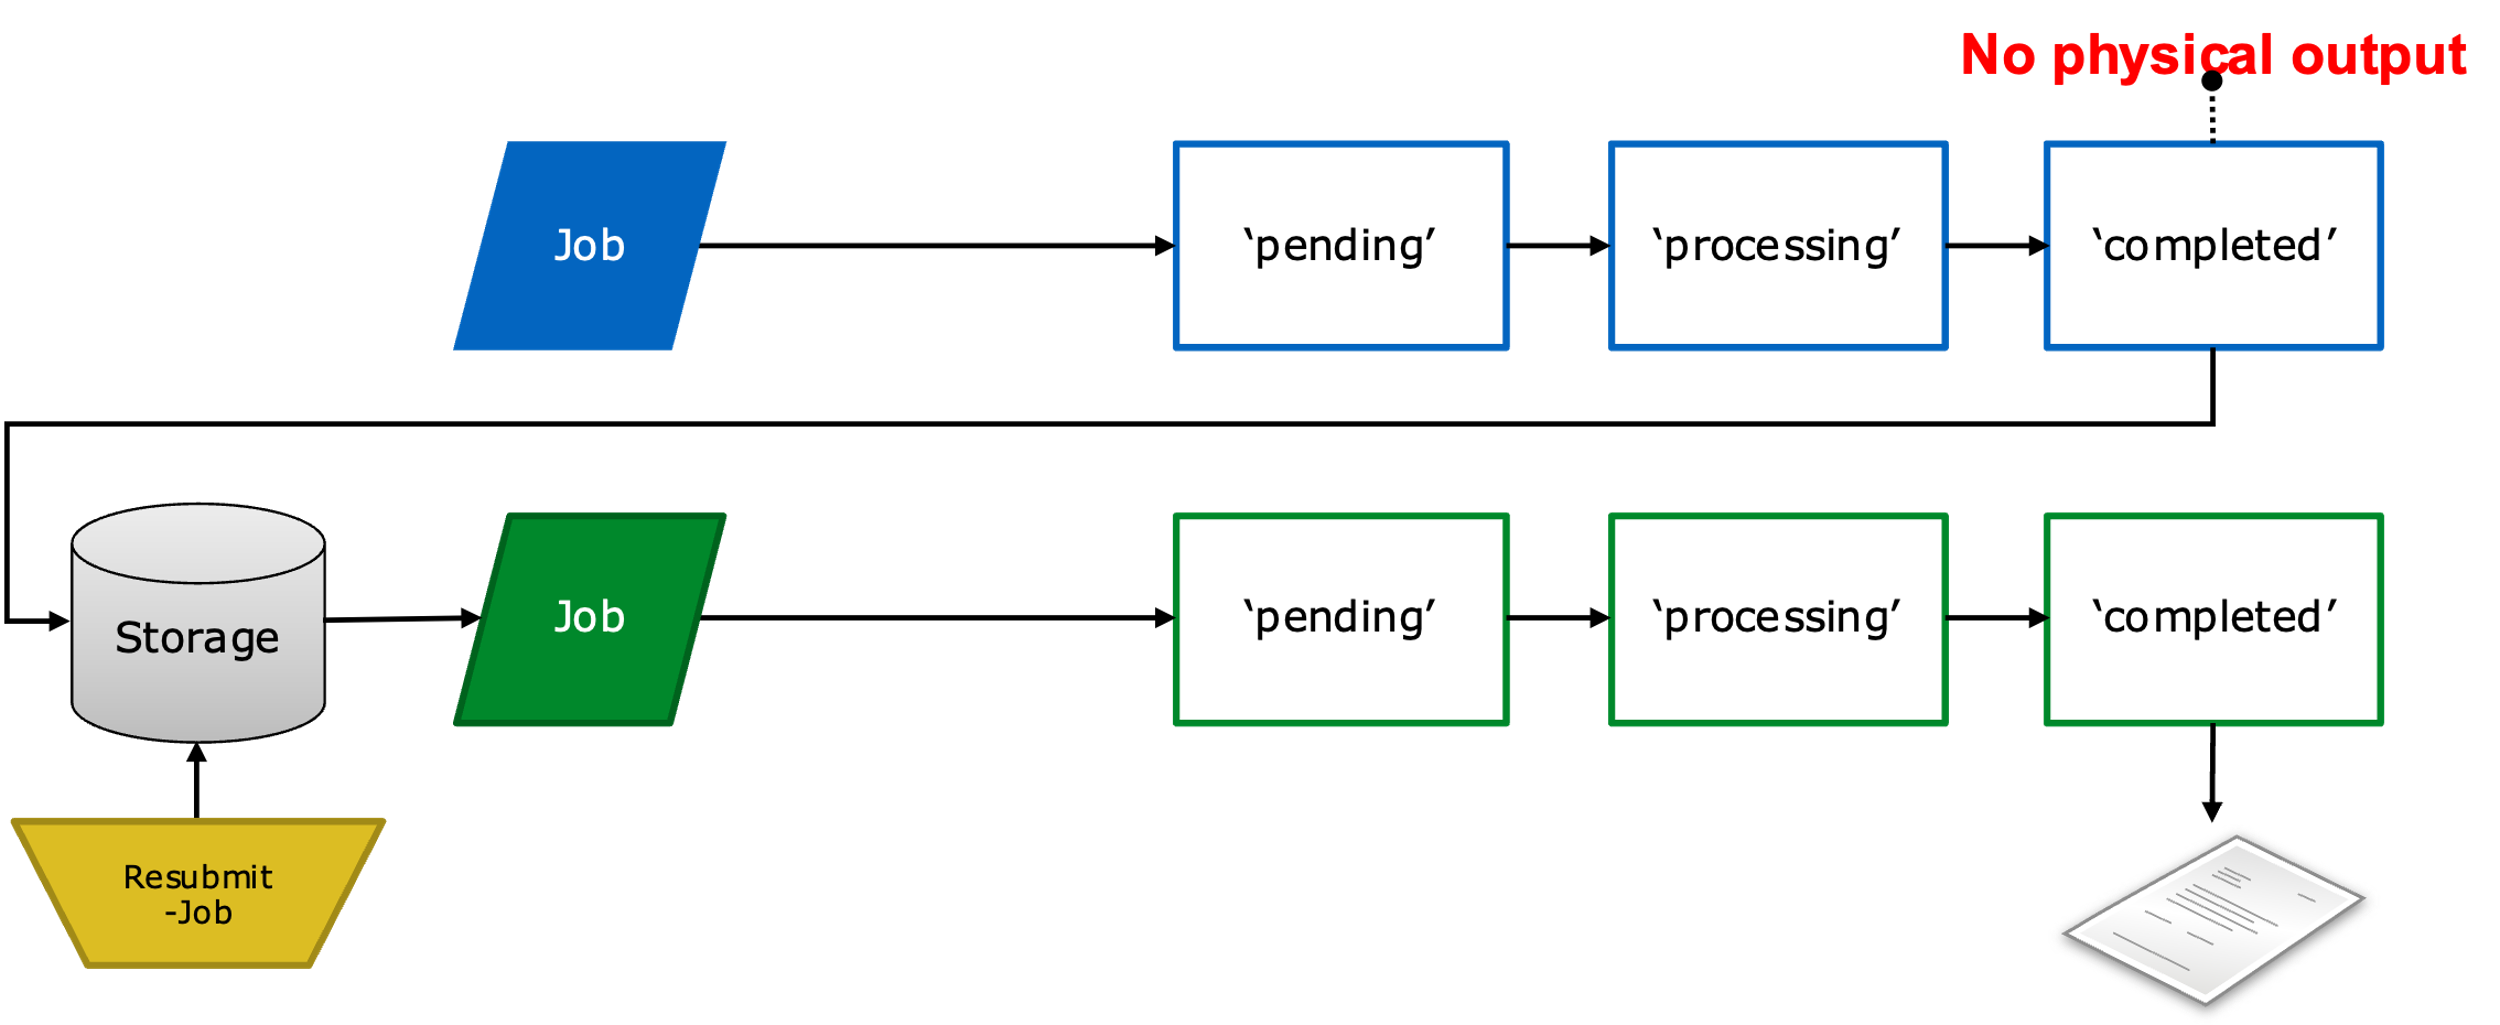 No physical output
Job
‘pending’
‘processing’
‘completed’
Storage
Job
‘pending’
‘processing’
‘completed’
Resubmit
-Job